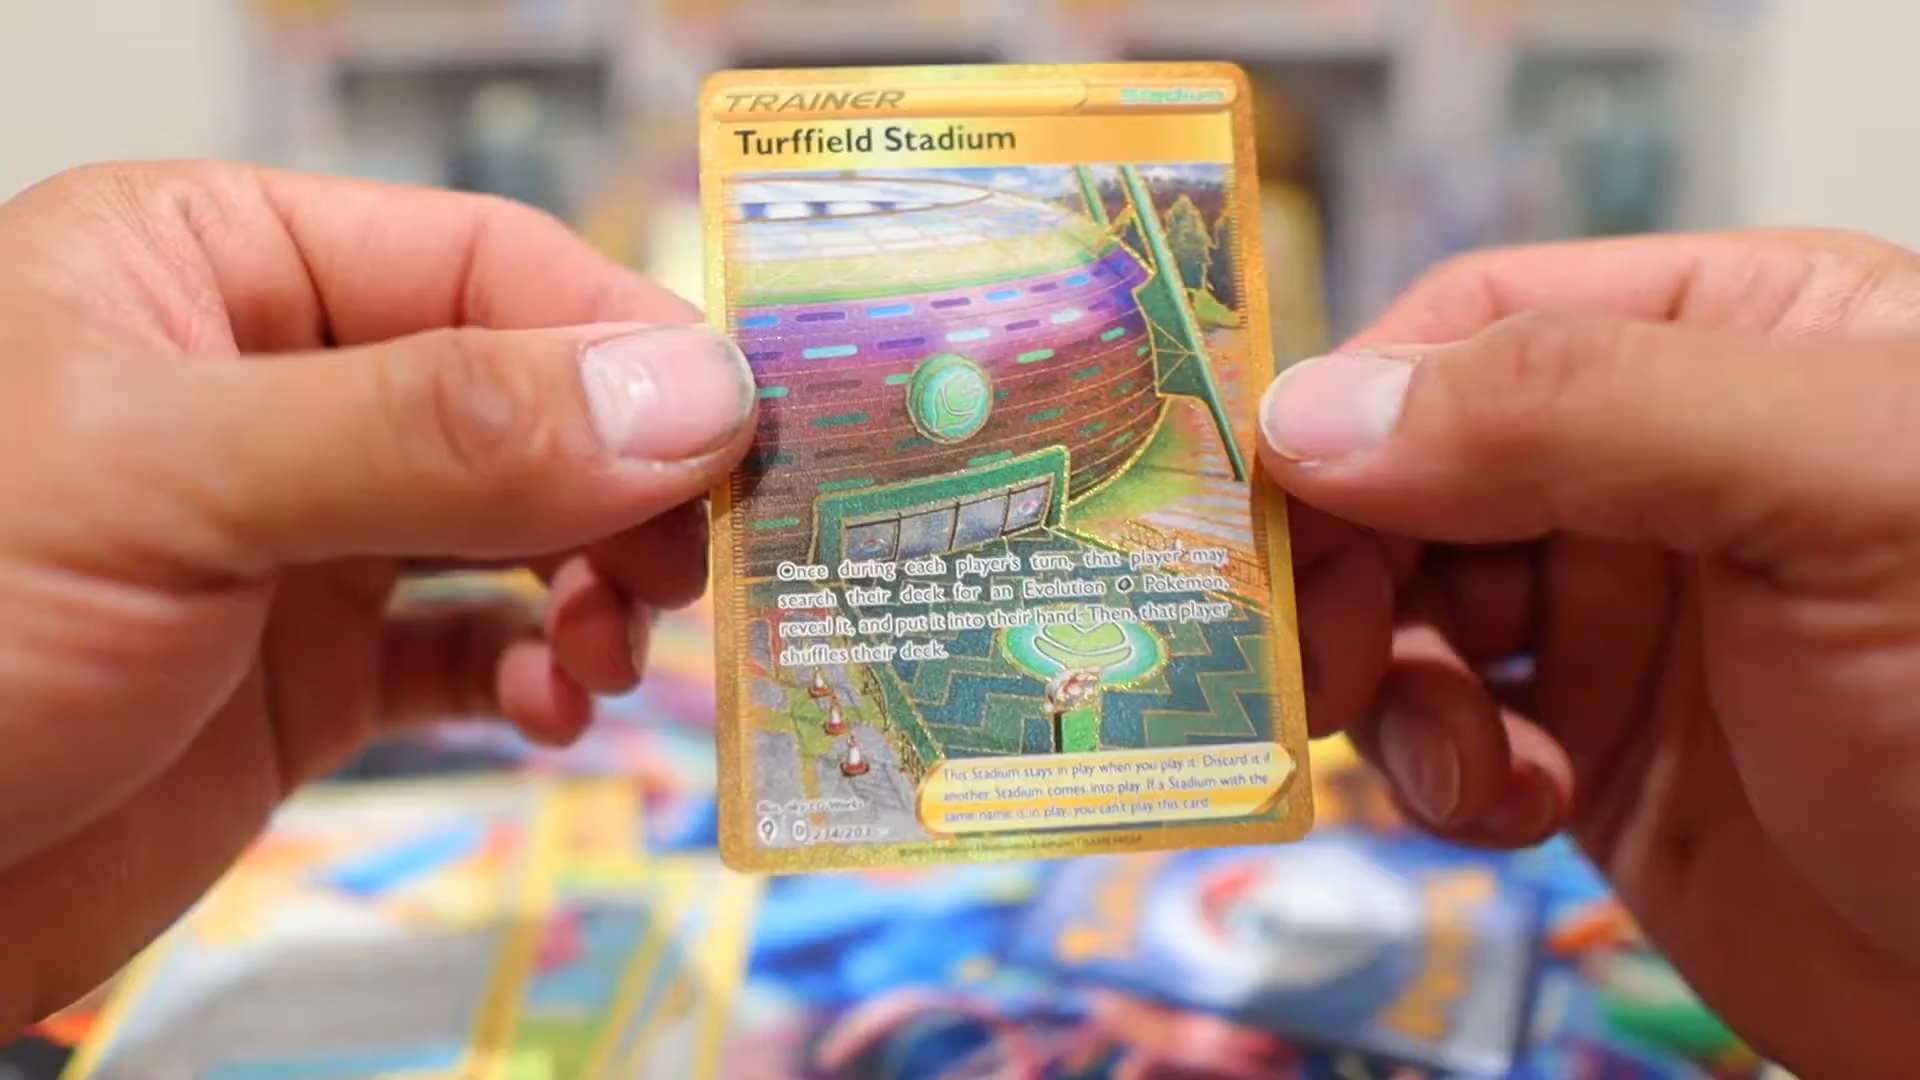 TRAINER
Stadium
Turffield Stadium
Once during each player's turn, that player may
search their deck for an Evolution Pokémon,
reveal it, and put it into their hand. Then, that player
shuffles their deck.
This Stadium stays in play when you play it. Discard it if
another Stadium comes into play. If a Stadium with the
same name is in play, you can't play this card.
D 234/203